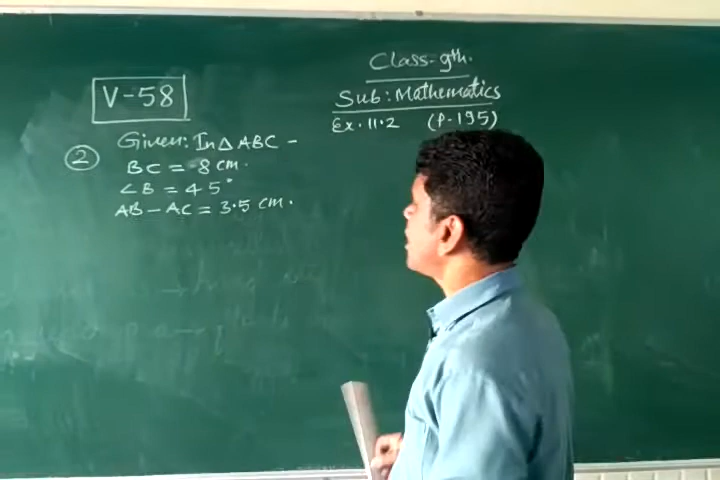 Class-9th.
Sub: Mathematics
Ex. 11.2 (P-195)
V-58
② Given: In △ ABC -
BC = 8 cm.
∠B = 45°
AB - AC = 3.5 cm.